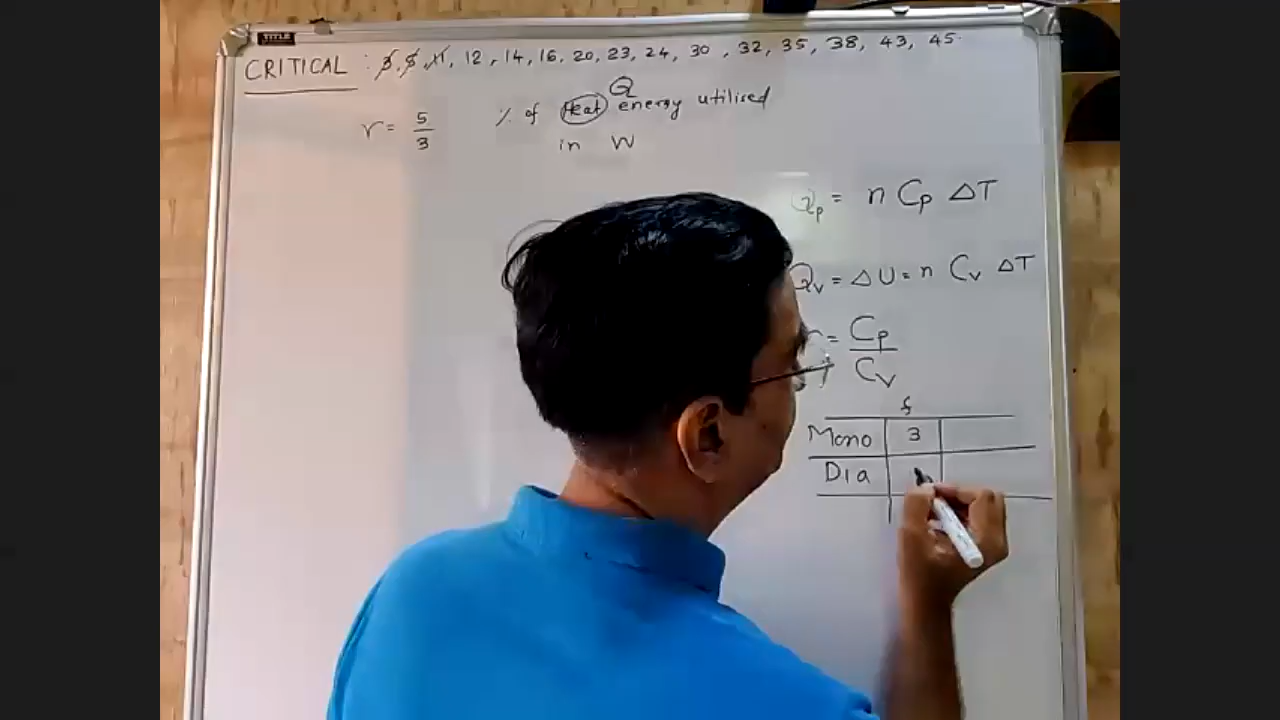 TITLE
CRITICAL : 3, 5, 11, 12, 14, 16, 20, 23, 24, 30, 32, 35, 38, 43, 45
Q
r = 5/3 % of Heat energy utilised
in W
Qp = n Cp ΔT
Qv = ΔU = n Cv ΔT
r = Cp/Cv
f
Mono 3
Dia